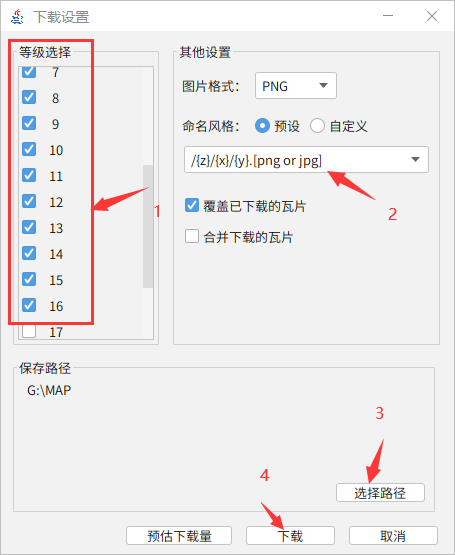 下载设置
等级选择
7
8
9
10
11
12
13
14
15
16
17
1
其他设置
图片格式： PNG
命名风格： 预设 自定义
/{z}/{x}/{y}.[png or jpg]
2
覆盖已下载的瓦片
合并下载的瓦片
保存路径
G:\MAP
3
选择路径
4
预估下载量 下载 取消